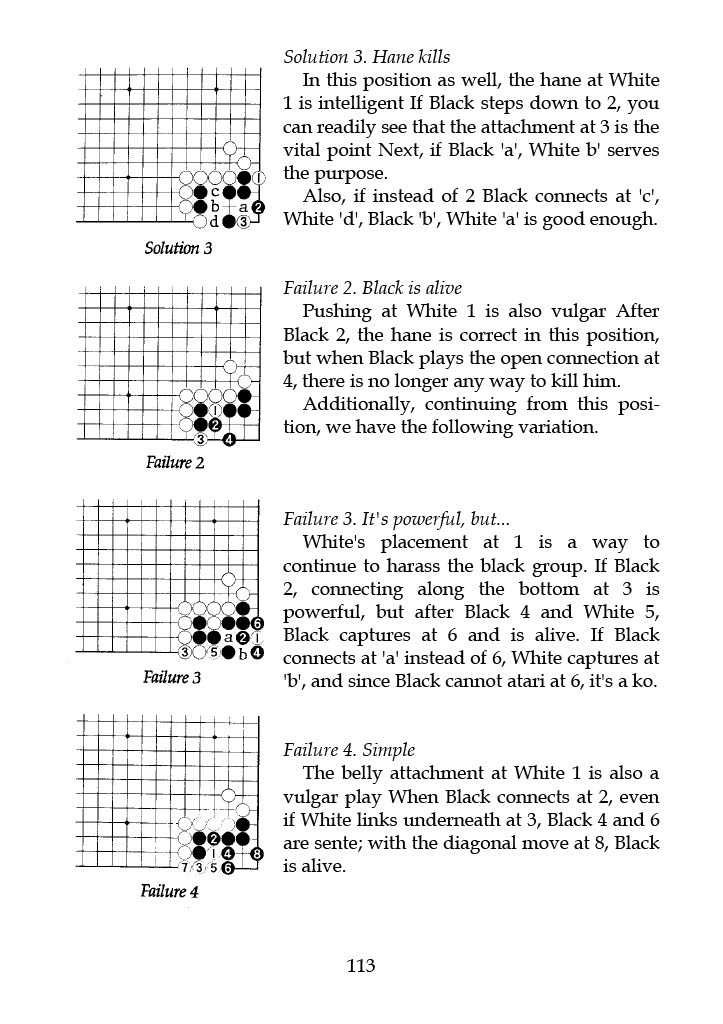 Solution 3. Hane kills
In this position as well, the hane at White
1 is intelligent If Black steps down to 2, you
can readily see that the attachment at 3 is the
vital point Next, if Black 'a', White b' serves
the purpose.
Also, if instead of 2 Black connects at 'c',
White 'd', Black 'b', White 'a' is good enough.
1
c
b a 2
d 3
Solution 3
Failure 2. Black is alive
Pushing at White 1 is also vulgar After
Black 2, the hane is correct in this position,
but when Black plays the open connection at
4, there is no longer any way to kill him.
Additionally, continuing from this posi-
tion, we have the following variation.
1
2
3 4
Failure 2
Failure 3. It's powerful, but...
White's placement at 1 is a way to
continue to harass the black group. If Black
2, connecting along the bottom at 3 is
powerful, but after Black 4 and White 5,
Black captures at 6 and is alive. If Black
connects at 'a' instead of 6, White captures at
'b', and since Black cannot atari at 6, it's a ko.
6
a 2 1
3 5 b 4
Failure 3
Failure 4. Simple
The belly attachment at White 1 is also a
vulgar play When Black connects at 2, even
if White links underneath at 3, Black 4 and 6
are sente; with the diagonal move at 8, Black
is alive.
2
1 4 8
7 3 5 6
Failure 4
113